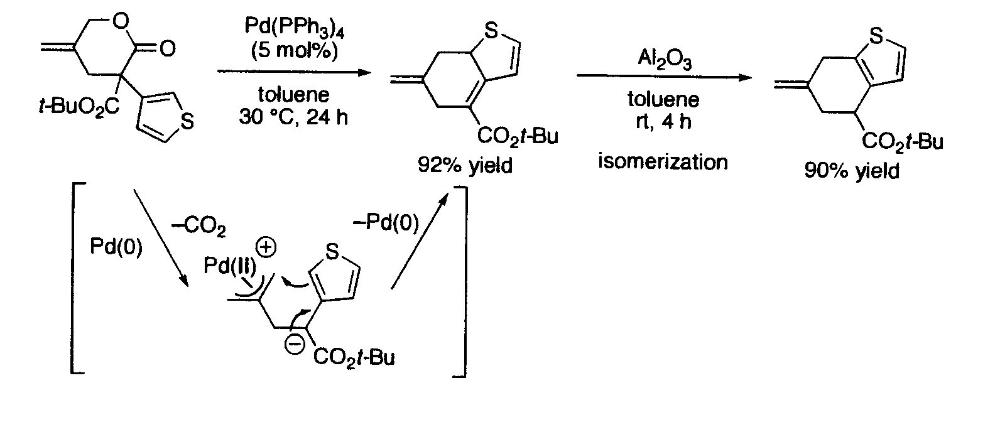 O
O
t-BuO₂C
S
Pd(PPh₃)₄
(5 mol%)
toluene
30 °C, 24 h
S
CO₂t-Bu
92% yield
Al₂O₃
toluene
rt, 4 h
isomerization
S
CO₂t-Bu
90% yield
Pd(0)
–CO₂
Pd(II)
+
S
−
CO₂t-Bu
–Pd(0)